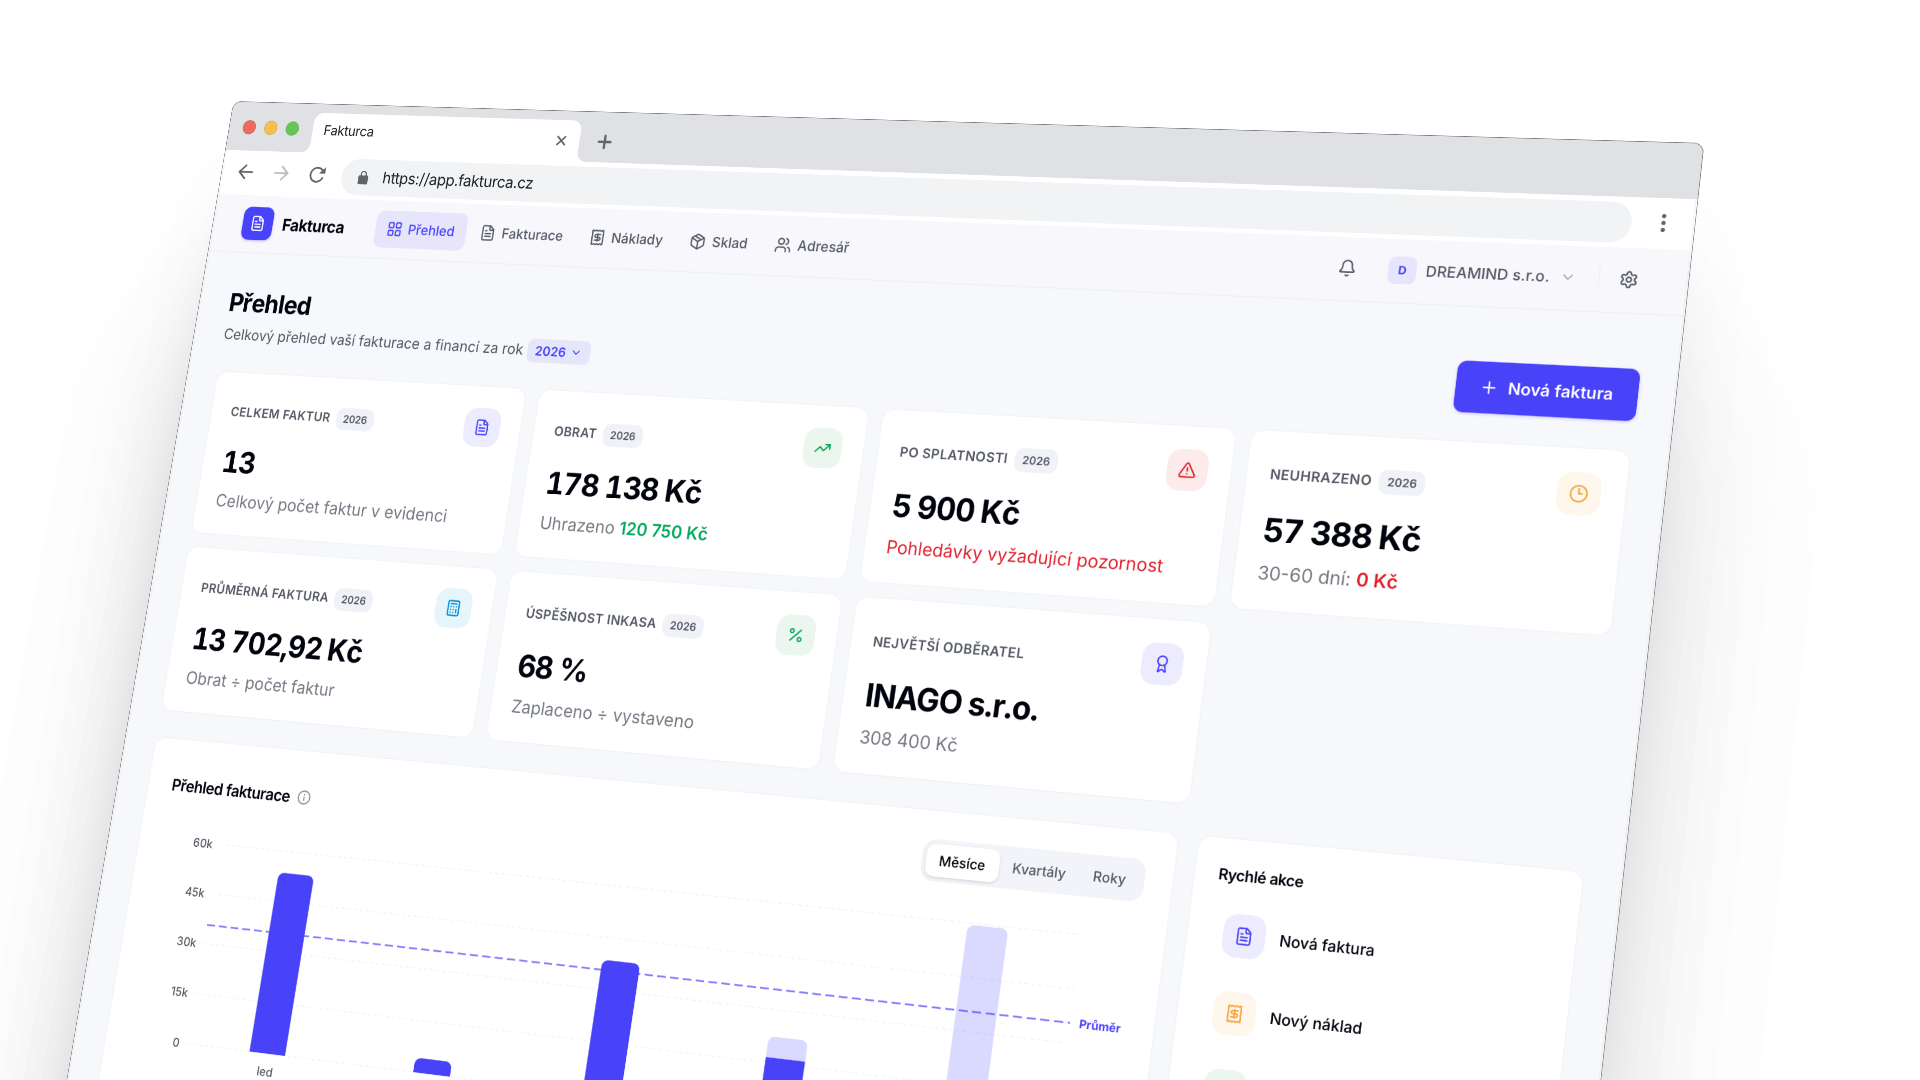 Fakturca
https://app.fakturca.cz
Fakturca
Přehled
Fakturace
Náklady
Sklad
Adresář
D
DREAMIND s.r.o.
Přehled
Celkový přehled vaší fakturace a financí za rok 2026
Nová faktura
CELKEM FAKTUR 2026
13
Celkový počet faktur v evidenci
OBRAT 2026
178 138 Kč
Uhrazeno 120 750 Kč
PO SPLATNOSTI 2026
5 900 Kč
Pohledávky vyžadující pozornost
NEUHRAZENO 2026
57 388 Kč
30-60 dní: 0 Kč
PRŮMĚRNÁ FAKTURA 2026
13 702,92 Kč
Obrat ÷ počet faktur
ÚSPĚŠNOST INKASA 2026
68 %
Zaplaceno ÷ vystaveno
NEJVĚTŠÍ ODBĚRATEL
INAGO s.r.o.
308 400 Kč
Přehled fakturace
Měsíce
Kvartály
Roky
60k
45k
30k
15k
0
Průměr
led
Rychlé akce
Nová faktura
Nový náklad